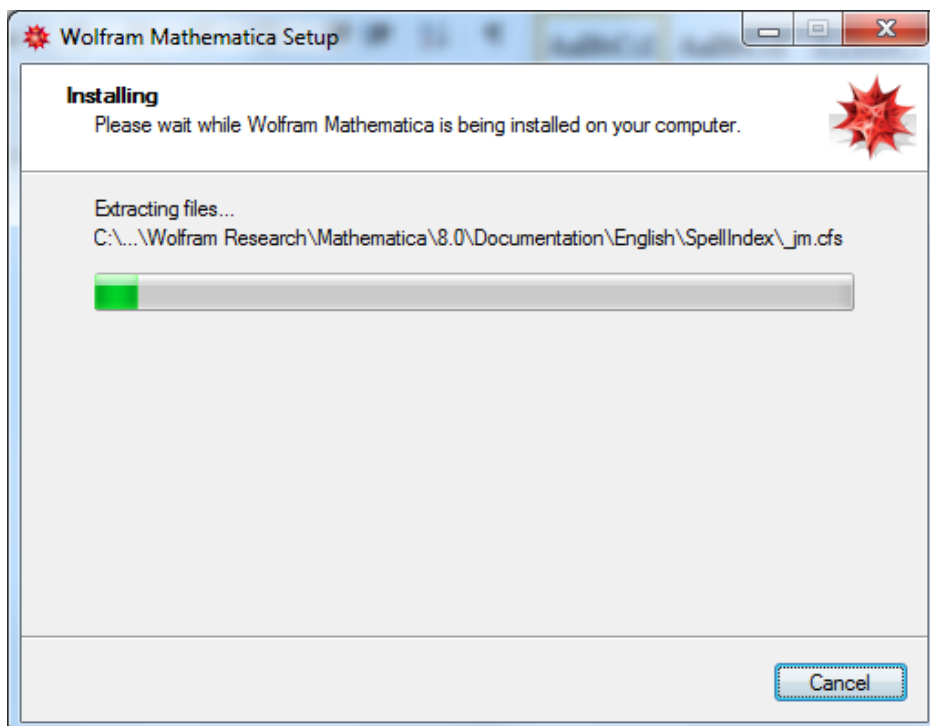 Wolfram Mathematica Setup
Installing
Please wait while Wolfram Mathematica is being installed on your computer.
Extracting files...
C:\...\Wolfram Research\Mathematica\8.0\Documentation\English\SpellIndex\_jm.cfs
Cancel